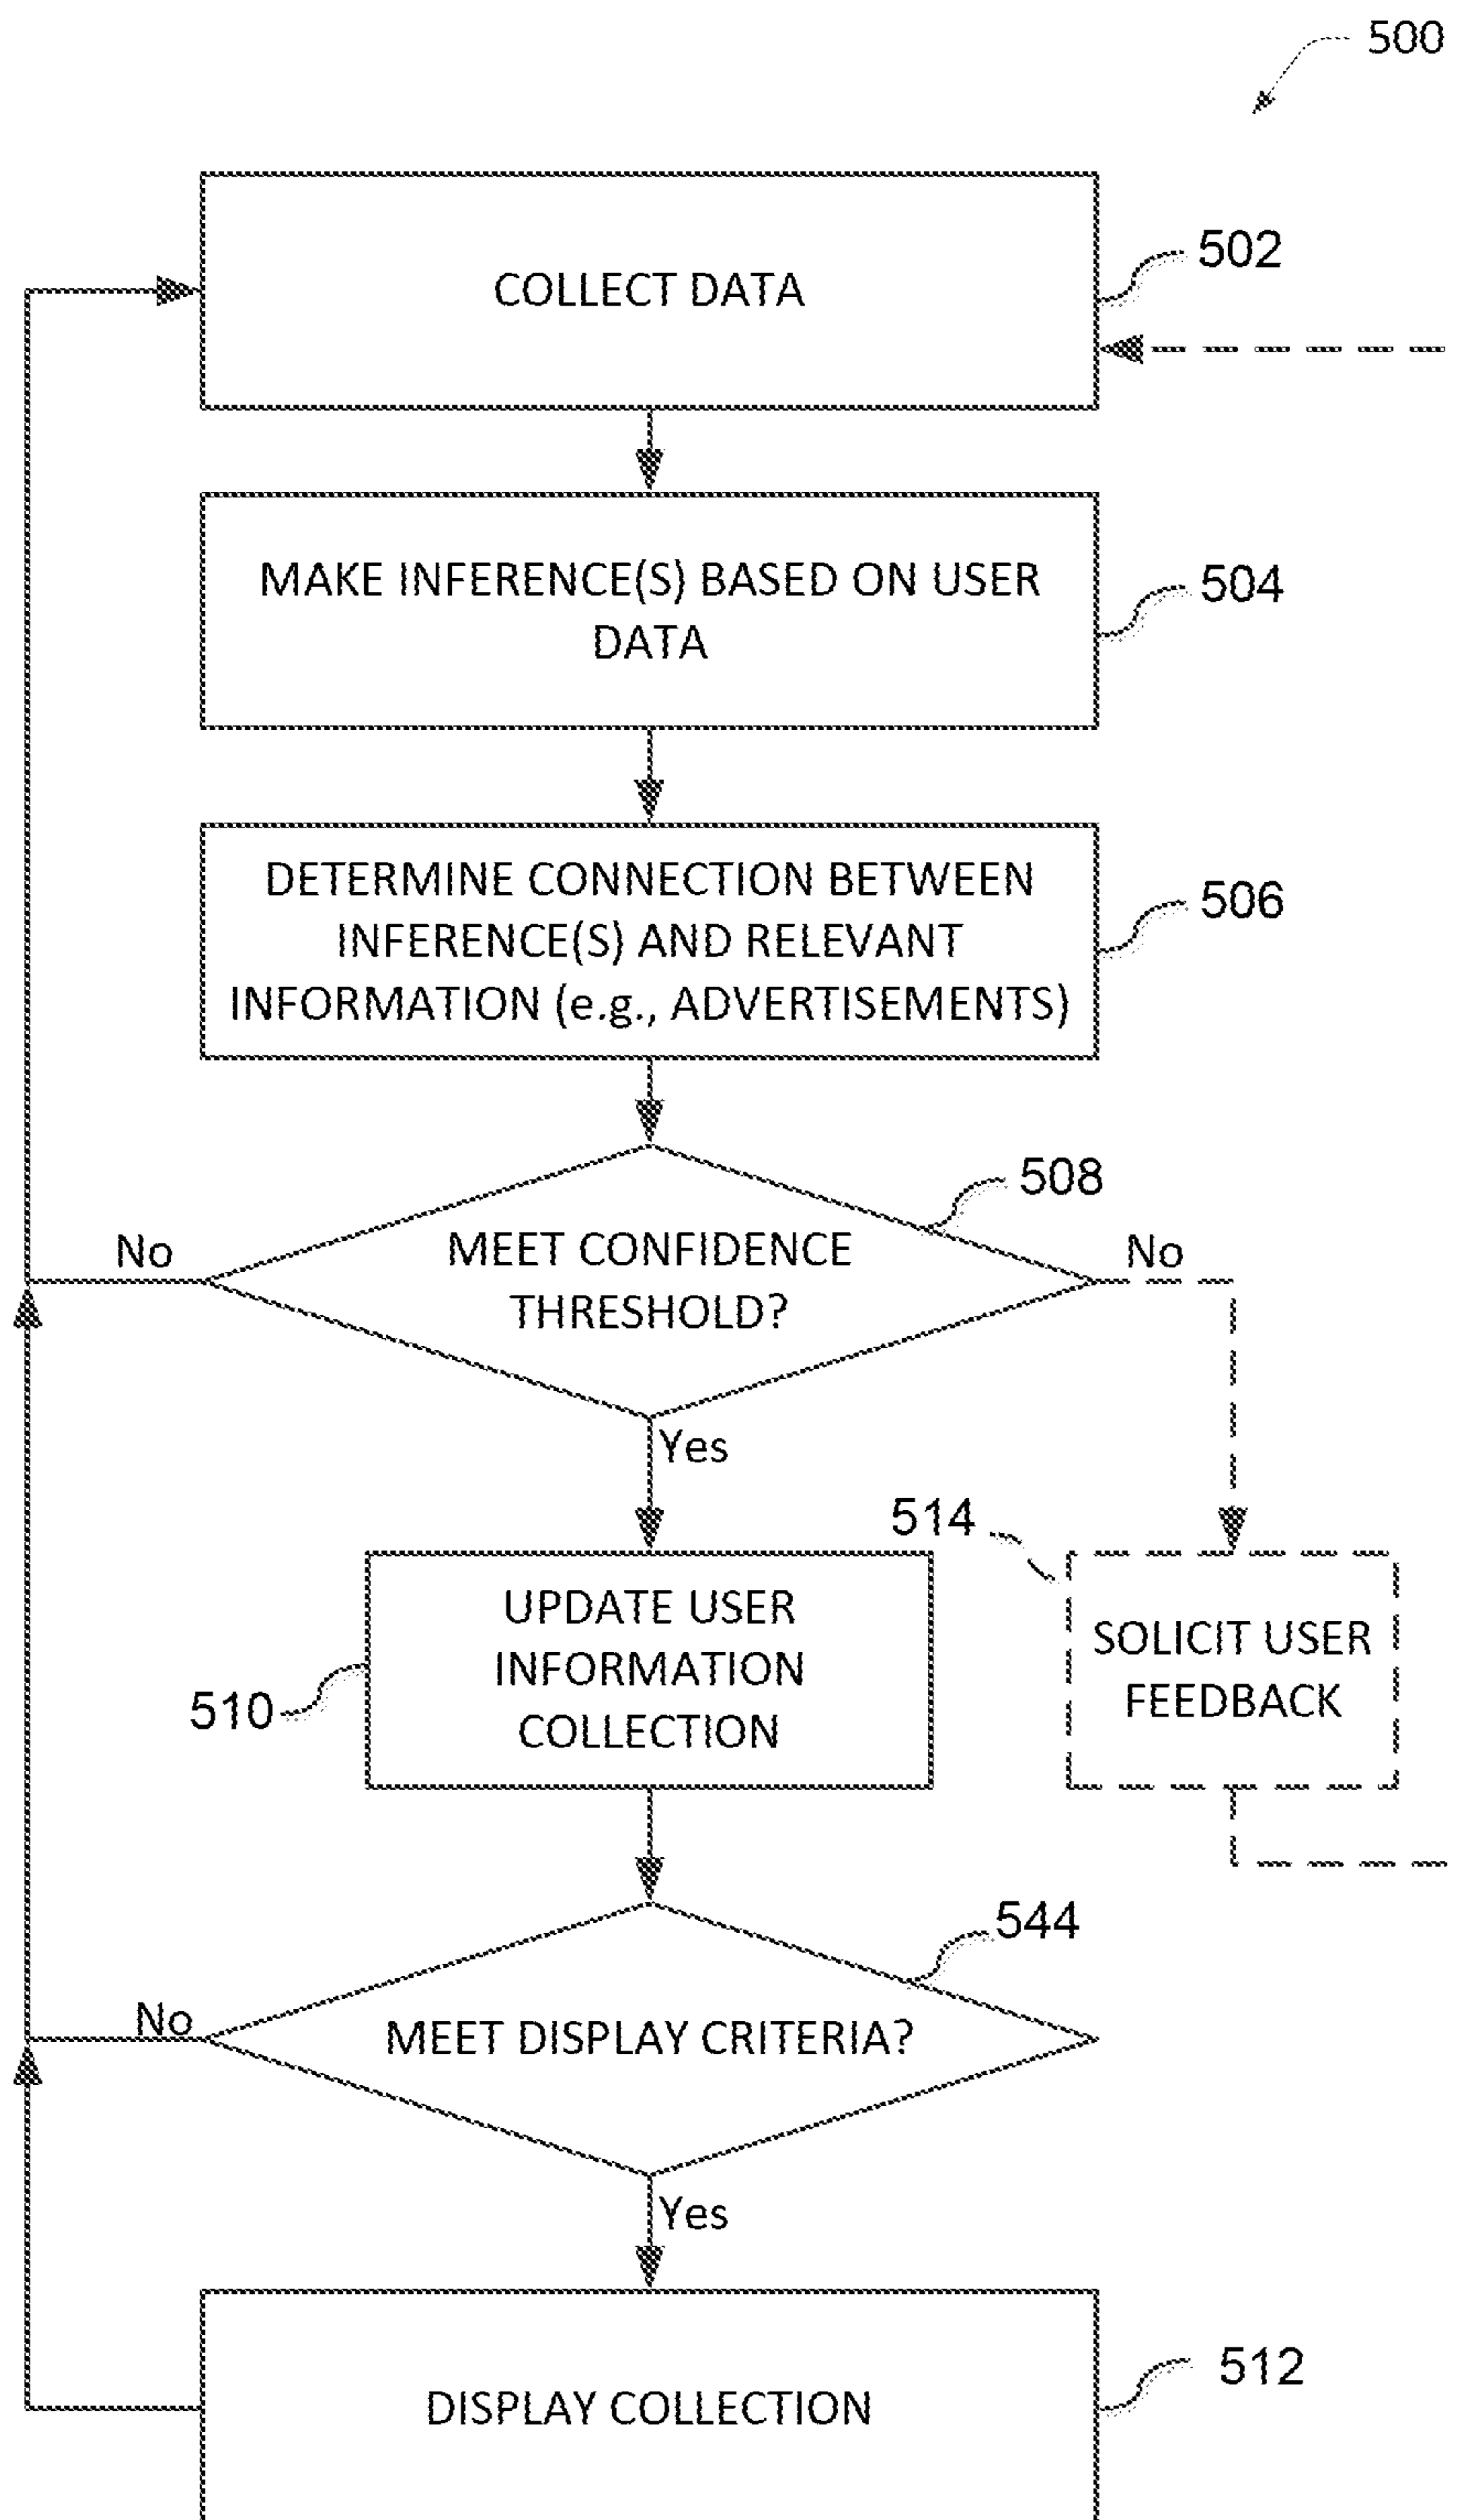 500
COLLECT DATA
502
MAKE INFERENCE(S) BASED ON USER
DATA
504
DETERMINE CONNECTION BETWEEN
INFERENCE(S) AND RELEVANT
INFORMATION (e.g., ADVERTISEMENTS)
506
508
No
MEET CONFIDENCE
THRESHOLD?
No
Yes
514
UPDATE USER
INFORMATION
COLLECTION
510
SOLICIT USER
FEEDBACK
544
No
MEET DISPLAY CRITERIA?
Yes
DISPLAY COLLECTION
512